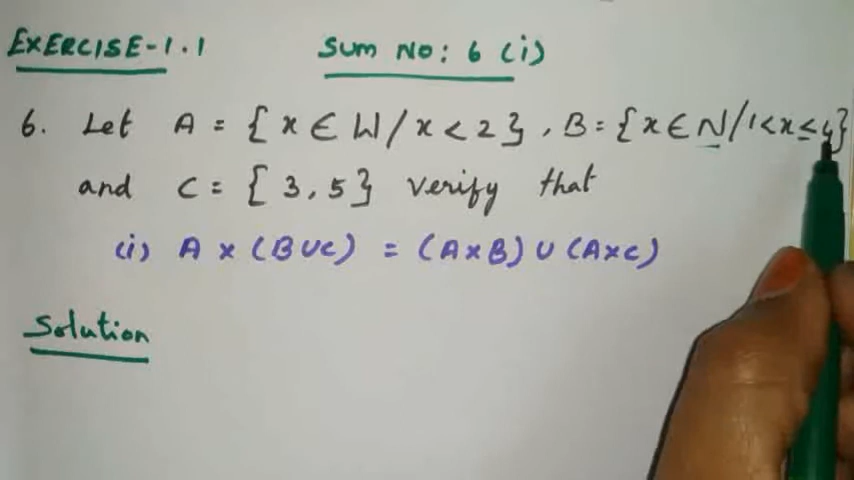 EXERCISE-1.1 Sum No: 6 (i)
6. Let A = { x ∈ W / x < 2 } , B = { x ∈ N / 1 < x ≤ 4 }
and C = { 3 , 5 } verify that
(i) A × (B ∪ C) = (A × B) ∪ (A × C)
Solution